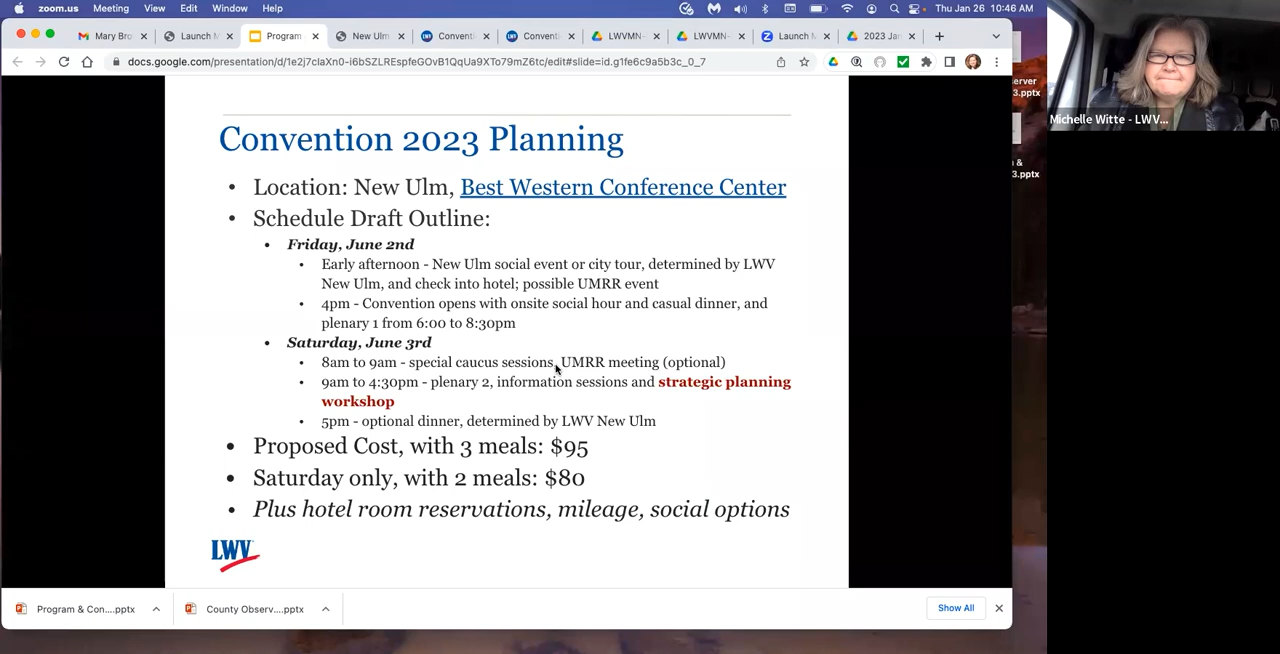 zoom.us Meeting View Edit Window Help Thu Jan 26 10:46 AM
Mary Bro Launch M Program New Ulm Conventi Conventi LWVMN- LWVMN- Launch M 2023 Jan
docs.google.com/presentation/d/1e2j7claXn0-i6bSZLREspfeGOvB1QqUa9XTo79mZ6tc/edit#slide=id.g1fe6c9a5b3c_0_7
erver
3.pptx
Michelle Witte - LWV...
n &
3.pptx
Convention 2023 Planning
• Location: New Ulm, Best Western Conference Center
• Schedule Draft Outline:
• Friday, June 2nd
• Early afternoon - New Ulm social event or city tour, determined by LWV
New Ulm, and check into hotel; possible UMRR event
• 4pm - Convention opens with onsite social hour and casual dinner, and
plenary 1 from 6:00 to 8:30pm
• Saturday, June 3rd
• 8am to 9am - special caucus sessions, UMRR meeting (optional)
• 9am to 4:30pm - plenary 2, information sessions and strategic planning
workshop
• 5pm - optional dinner, determined by LWV New Ulm
• Proposed Cost, with 3 meals: $95
• Saturday only, with 2 meals: $80
• Plus hotel room reservations, mileage, social options
LWV
Program & Con....pptx County Observ....pptx Show All